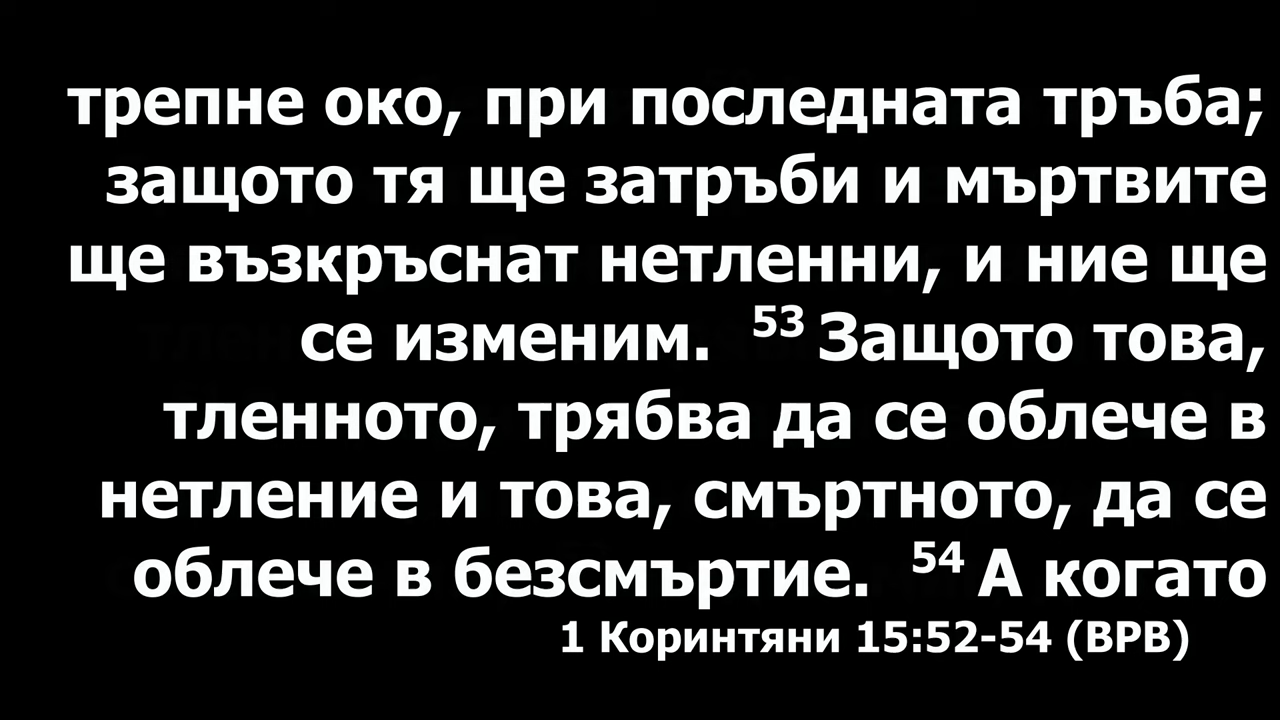 трепне око, при последната тръба;
защото тя ще затръби и мъртвите
ще възкръснат нетленни, и ние ще
се изменим. 53 Защото това,
тленното, трябва да се облече в
нетление и това, смъртното, да се
облече в безсмъртие. 54 А когато
1 Коринтяни 15:52-54 (ВРВ)